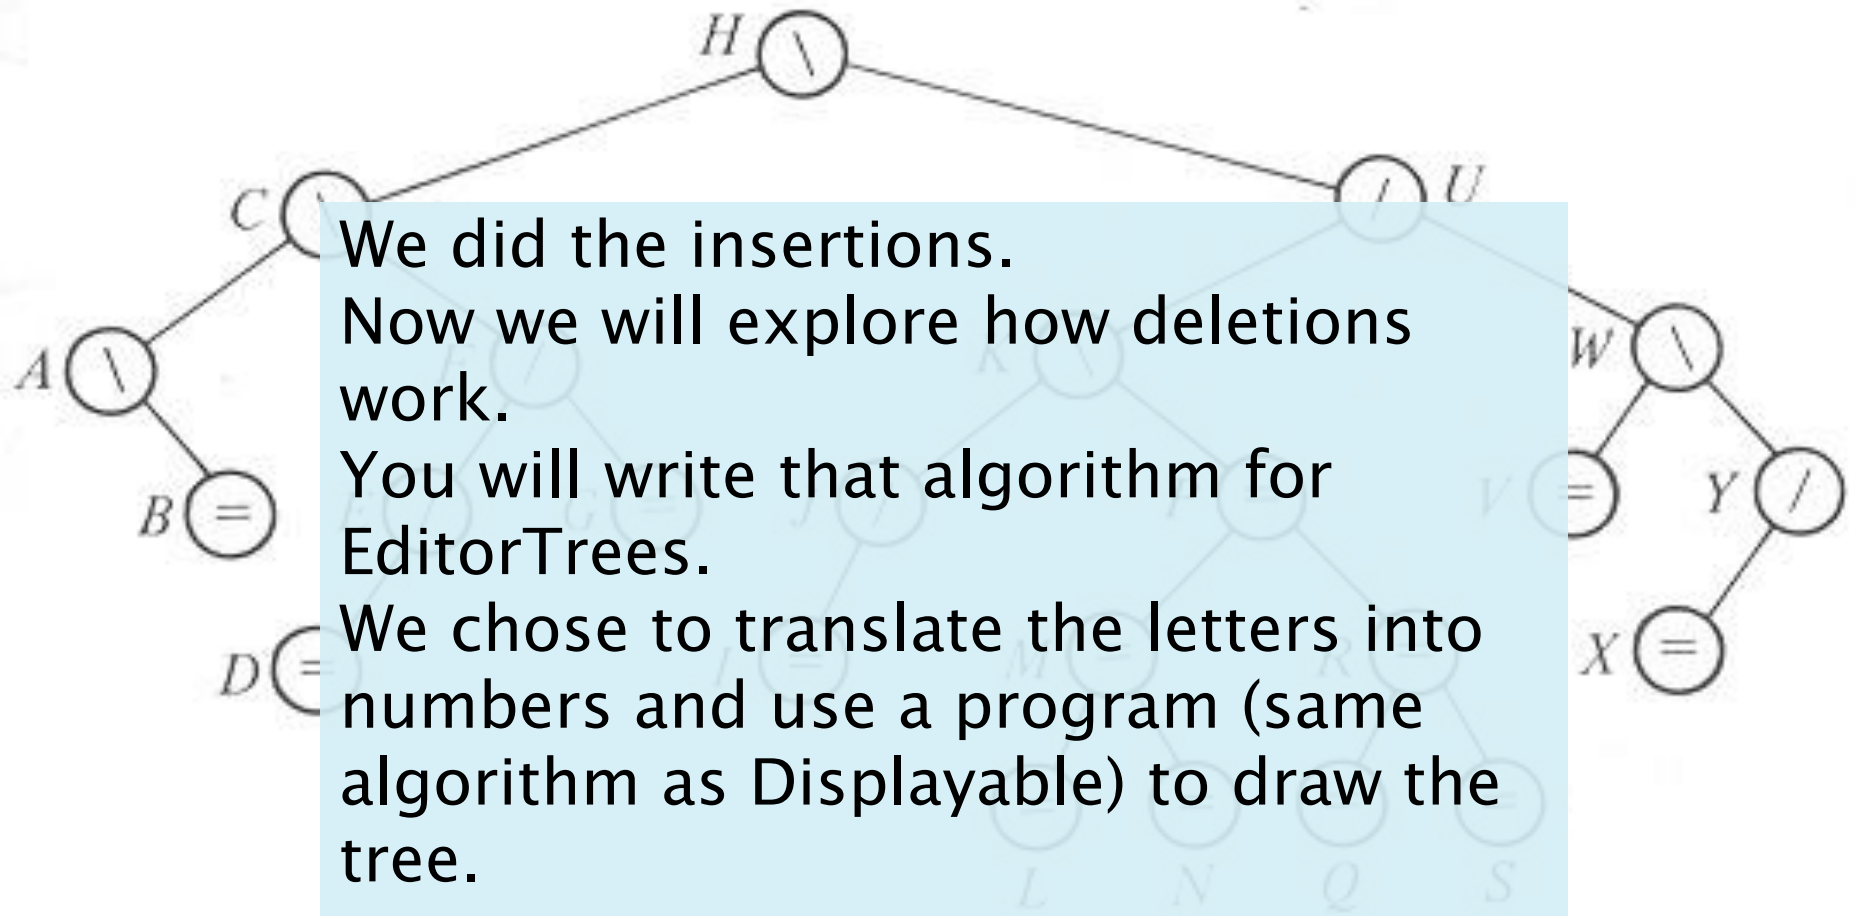 H \
C \ / U
We did the insertions.
Now we will explore how deletions
work.
A \ F / K \ W \
You will write that algorithm for
EditorTrees.
B = E / G = J / = V = Y /
We chose to translate the letters into
D = I = M = R = X =
numbers and use a program (same
algorithm as Displayable) to draw the
tree.
= = = =
L N Q S